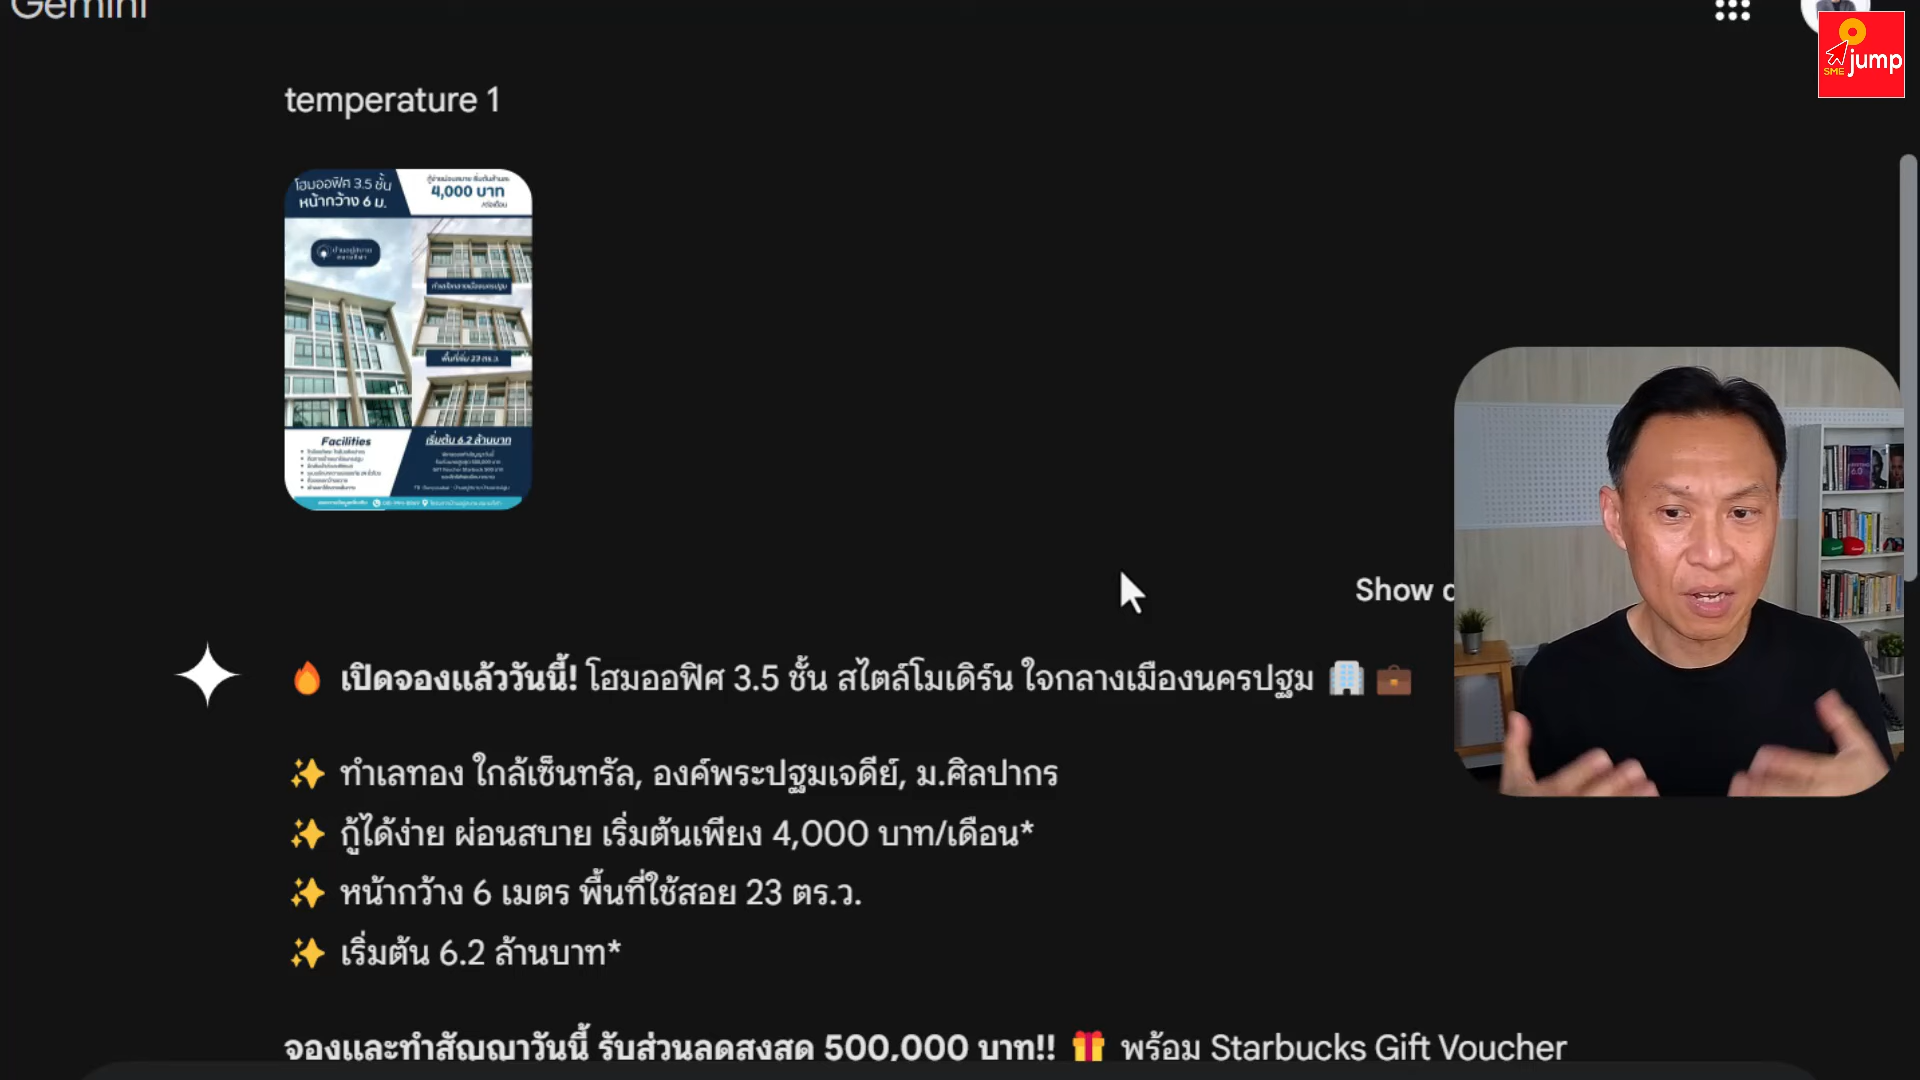 Gemini
SME jump
temperature 1
โฮมออฟิศ 3.5 ชั้น
หน้ากว้าง 6 ม.
4,000 บาท
พื้นที่เริ่ม 23 ตร.ว.
Facilities
เริ่มต้น 6.2 ล้านบาท
Show
🔥 เปิดจองแล้ววันนี้! โฮมออฟิศ 3.5 ชั้น สไตล์โมเดิร์น ใจกลางเมืองนครปฐม 🏢 💼
✨ ทำเลทอง ใกล้เซ็นทรัล, องค์พระปฐมเจดีย์, ม.ศิลปากร
✨ กู้ได้ง่าย ผ่อนสบาย เริ่มต้นเพียง 4,000 บาท/เดือน*
✨ หน้ากว้าง 6 เมตร พื้นที่ใช้สอย 23 ตร.ว.
✨ เริ่มต้น 6.2 ล้านบาท*
จองและทำสัญญาวันนี้ รับส่วนลดสูงสุด 500,000 บาท!! 🎁 พร้อม Starbucks Gift Voucher